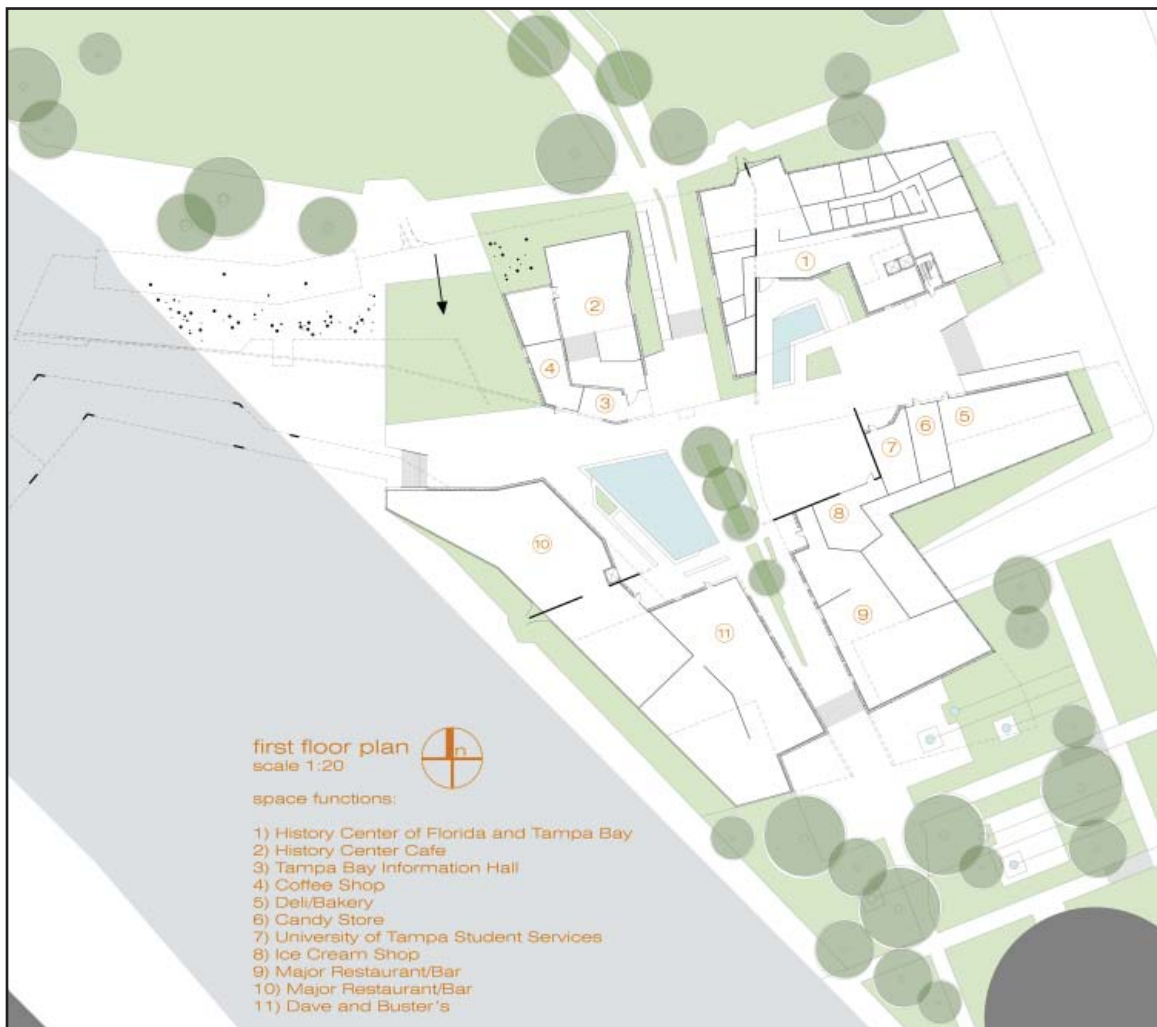 1
2
4
3
5
6
7
8
10
9
11
first floor plan
n
scale 1:20
space functions:
1) History Center of Florida and Tampa Bay
2) History Center Cafe
3) Tampa Bay Information Hall
4) Coffee Shop
5) Deli/Bakery
6) Candy Store
7) University of Tampa Student Services
8) Ice Cream Shop
9) Major Restaurant/Bar
10) Major Restaurant/Bar
11) Dave and Buster's